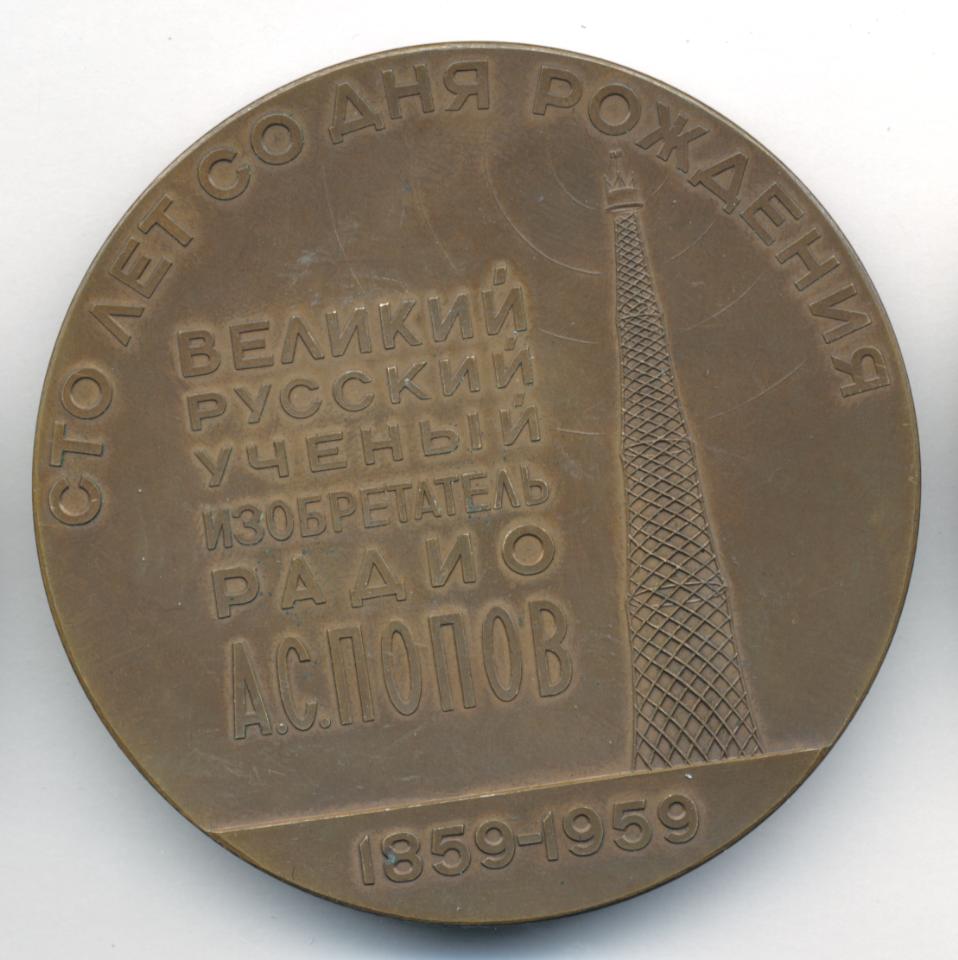 СТО ЛЕТ СО ДНЯ РОЖДЕНИЯ
ВЕЛИКИЙ
РУССКИЙ
УЧЕНЫЙ
ИЗОБРЕТАТЕЛЬ
РАДИО
А.С.ПОПОВ
1859-1959